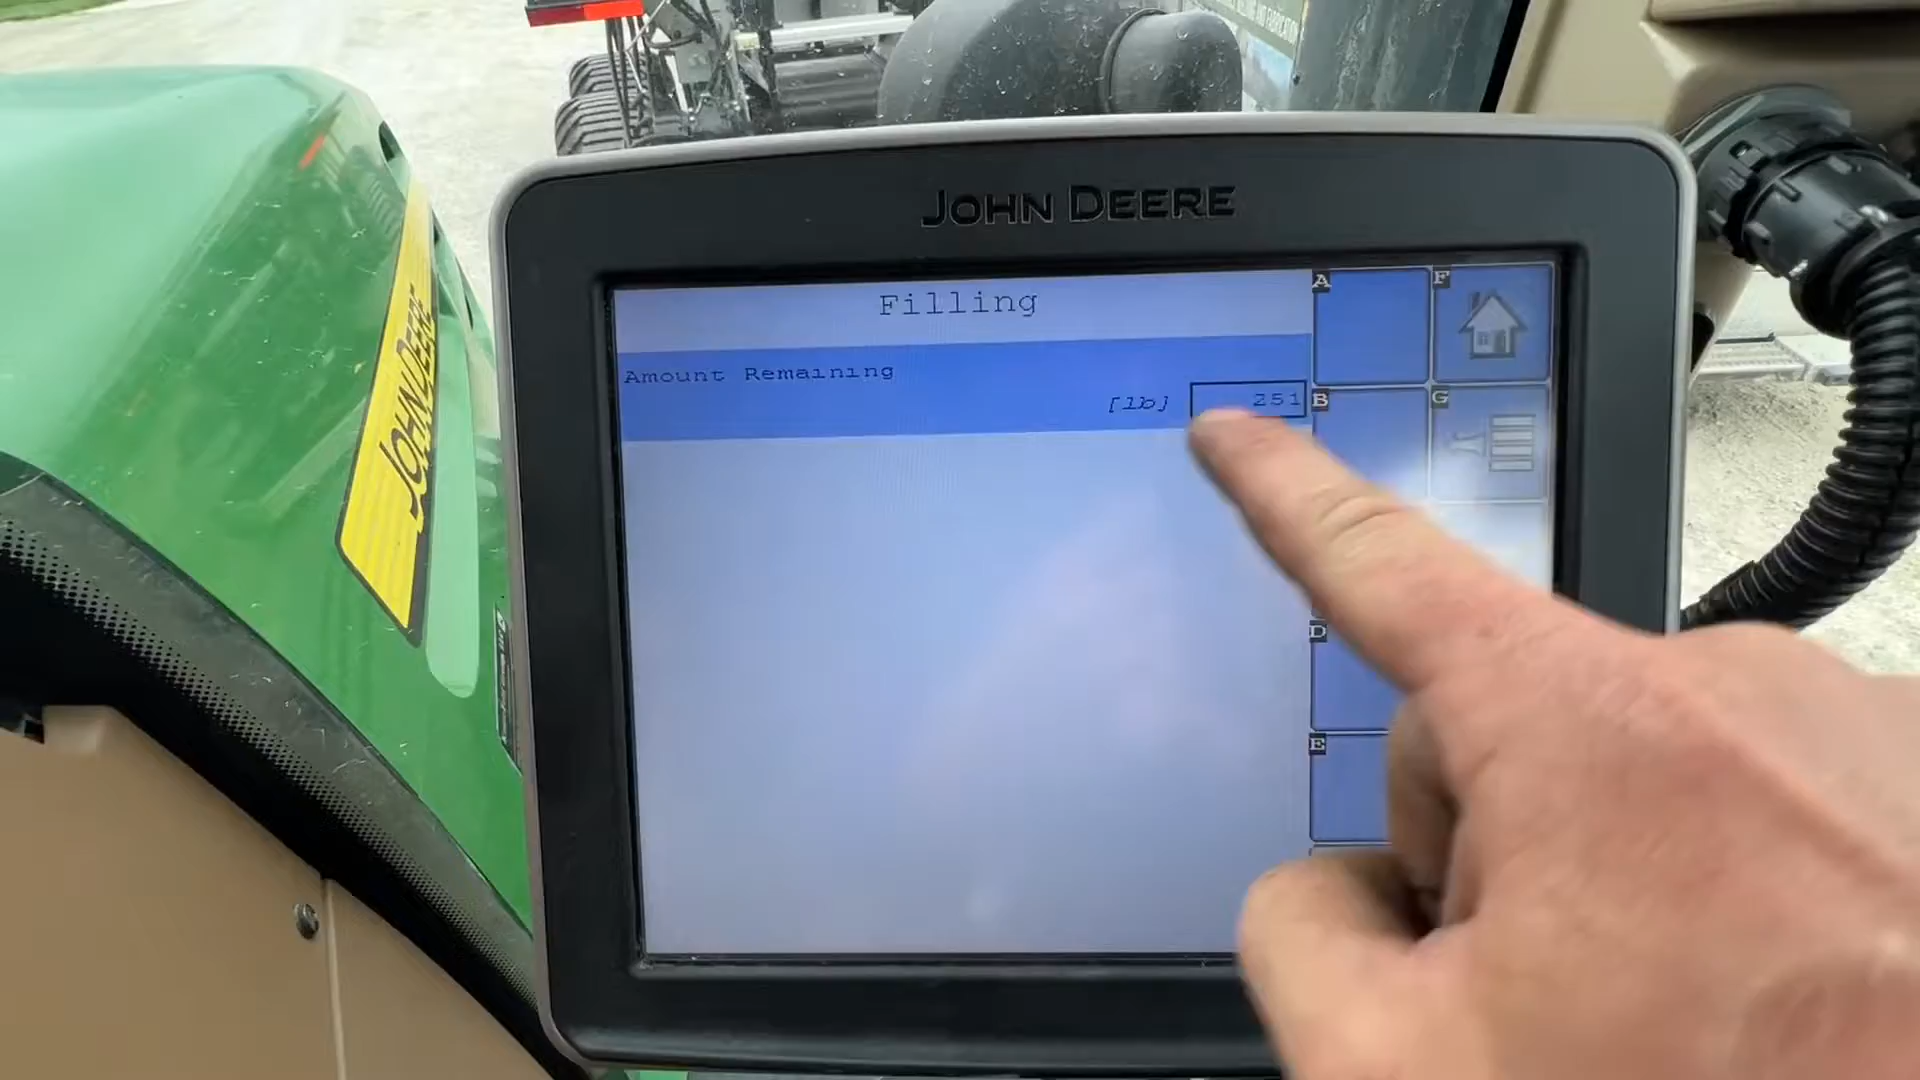 JOHN DEERE
JOHN DEERE
Filling
Amount Remaining
[lb] 251
A
F
B
G
D
E